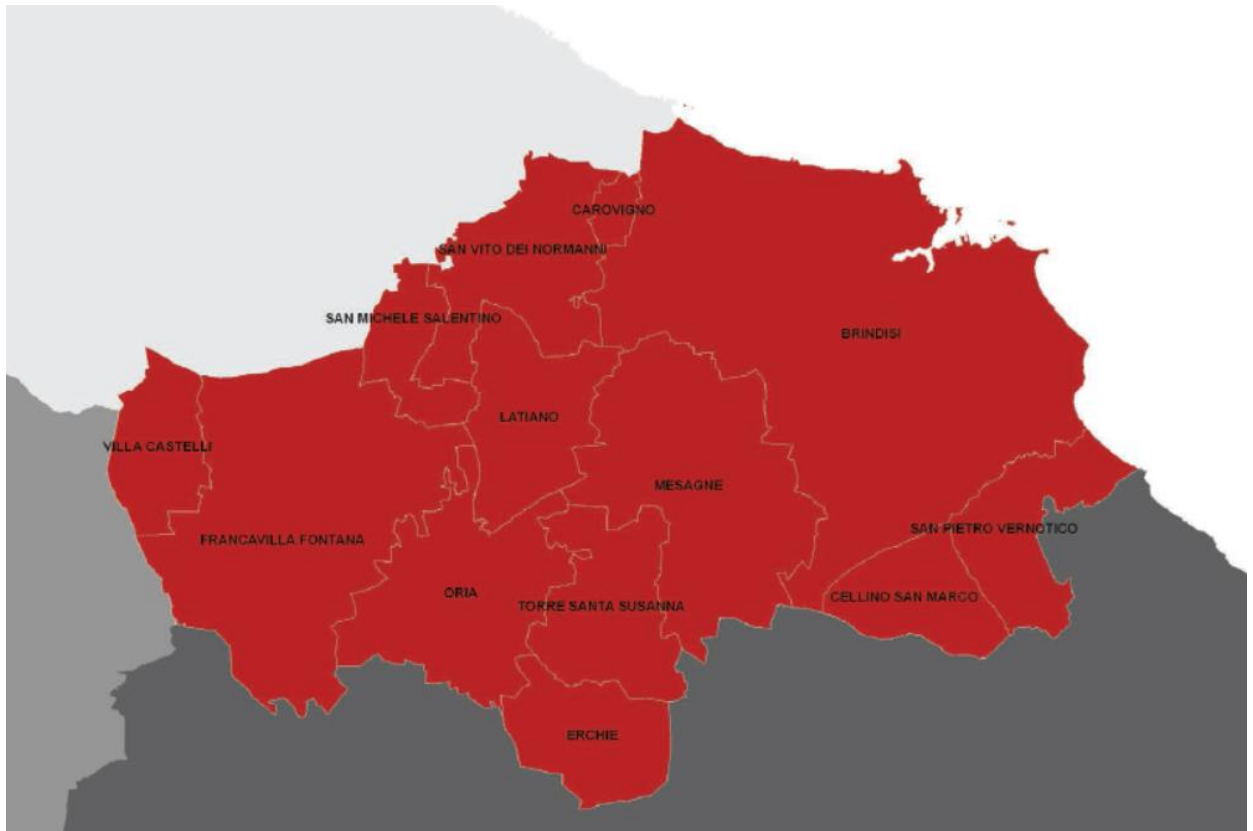 CAROVIGNO
SAN VITO DEI NORMANNI
SAN MICHELE SALENTINO
BRINDISI
LATIANO
VILLA CASTELLI
MESAGNE
SAN PIETRO VERNOTICO
FRANCAVILLA FONTANA
ORIA
CELLINO SAN MARCO
TORRE SANTA SUSANNA
ERCHIE